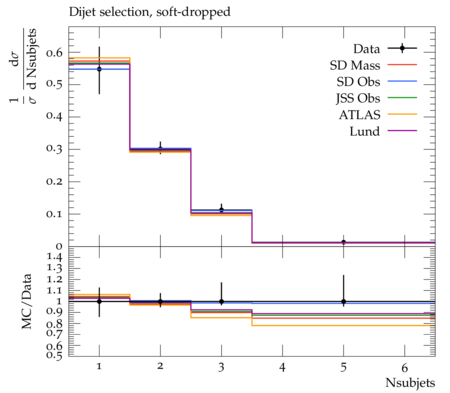 Dijet selection, soft-dropped
1/σ dσ/d Nsubjets
0.6
0.5
0.4
0.3
0.2
0.1
0
Data
SD Mass
SD Obs
JSS Obs
ATLAS
Lund
MC/Data
1.4
1.3
1.2
1.1
1
0.9
0.8
0.7
0.6
0.5
1 2 3 4 5 6
Nsubjets